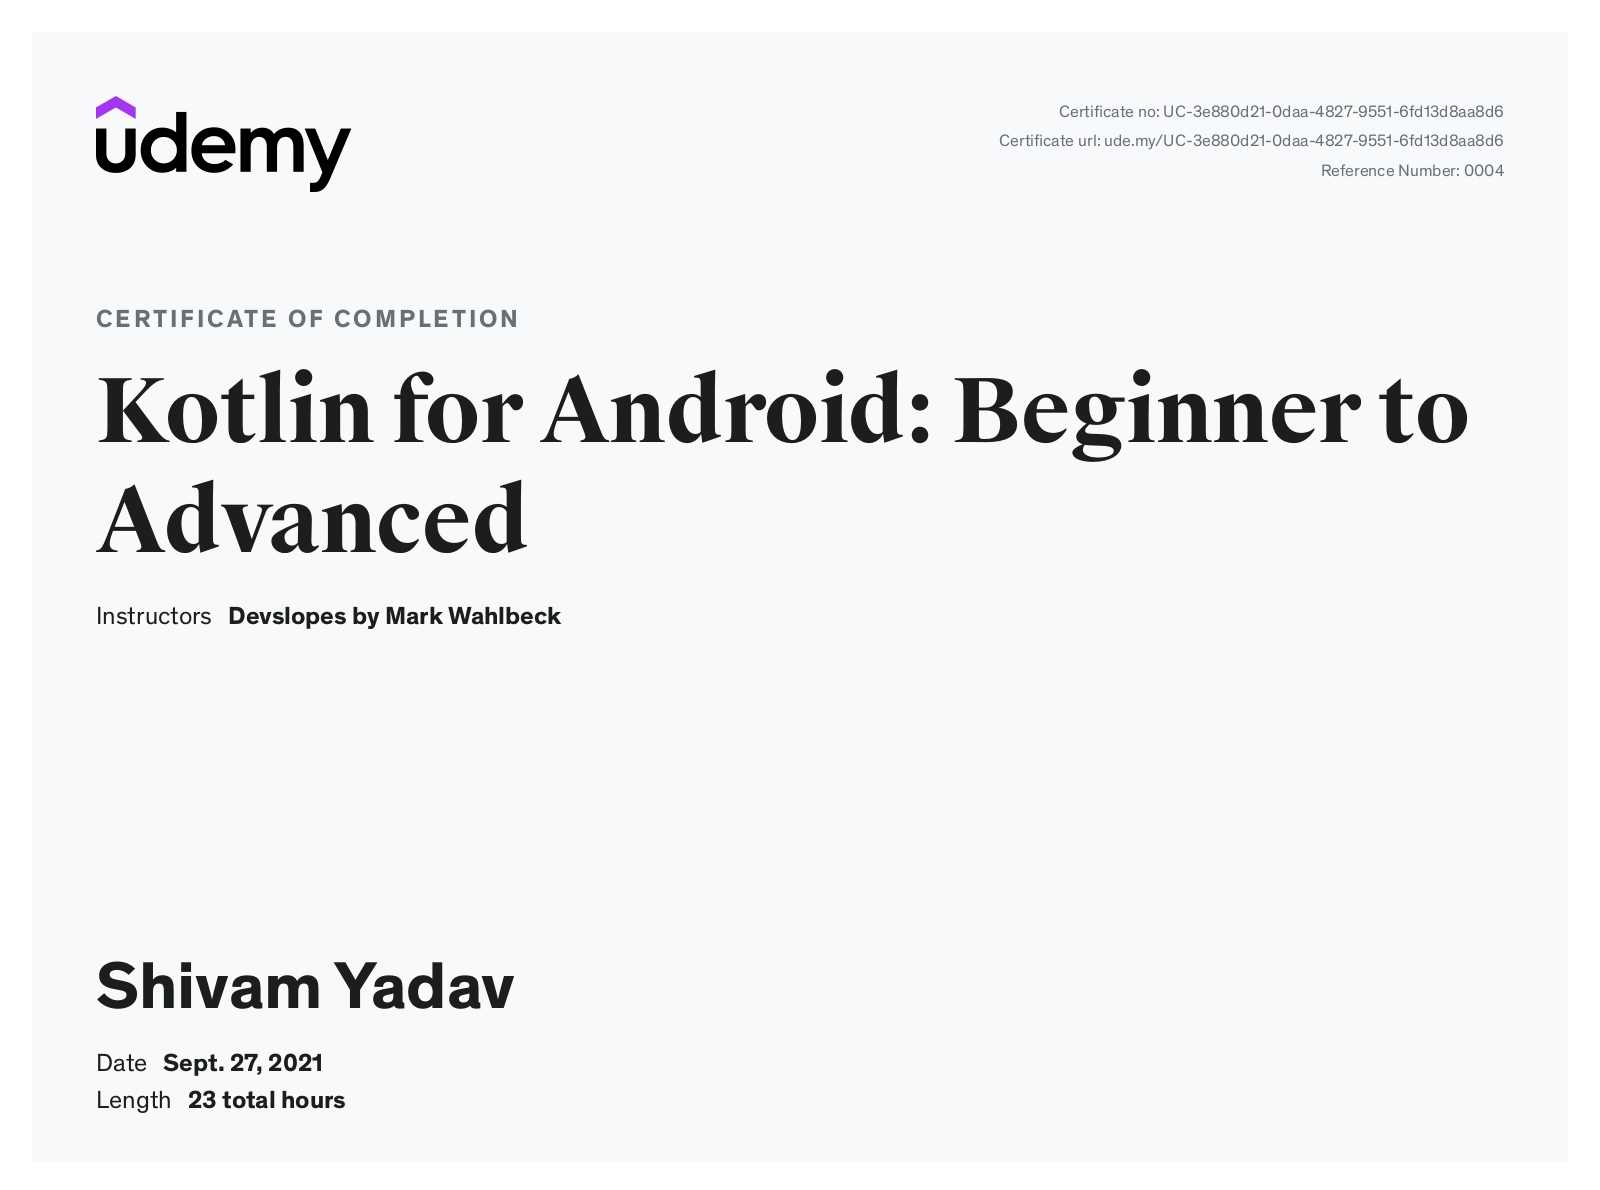 udemy
Certificate no: UC-3e880d21-0daa-4827-9551-6fd13d8aa8d6
Certificate url: ude.my/UC-3e880d21-0daa-4827-9551-6fd13d8aa8d6
Reference Number: 0004
CERTIFICATE OF COMPLETION
Kotlin for Android: Beginner to
Advanced
Instructors Devslopes by Mark Wahlbeck
Shivam Yadav
Date Sept. 27, 2021
Length 23 total hours